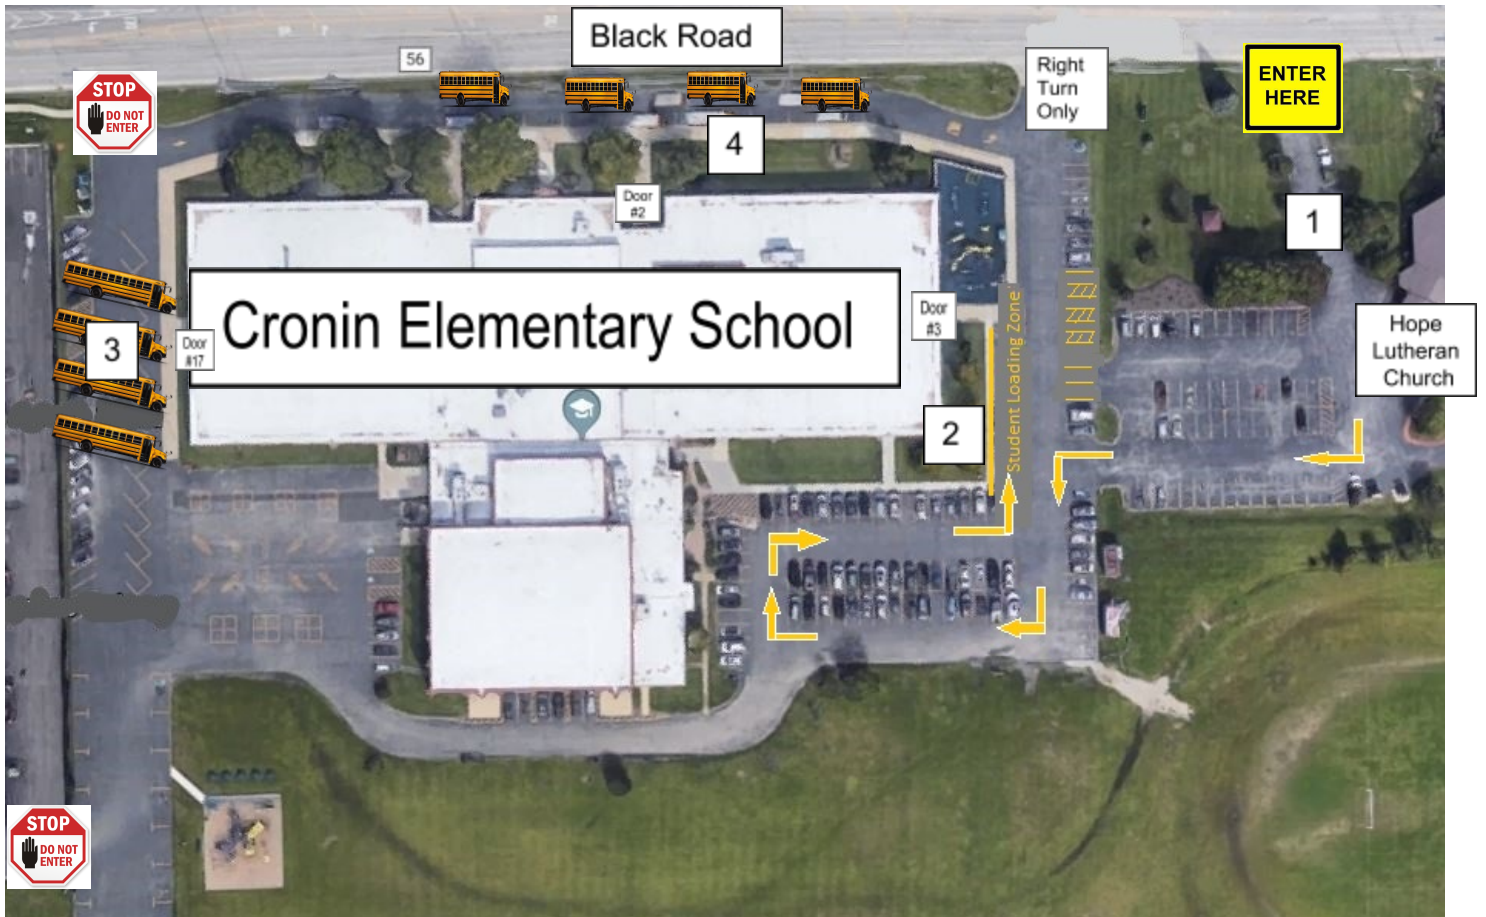 Black Road
56
Right
Turn
Only
ENTER
HERE
STOP
DO NOT
ENTER
4
Door
#2
1
Cronin Elementary School
Door
#3
Door
#17
3
Student Loading Zone
Hope
Lutheran
Church
2
STOP
DO NOT
ENTER